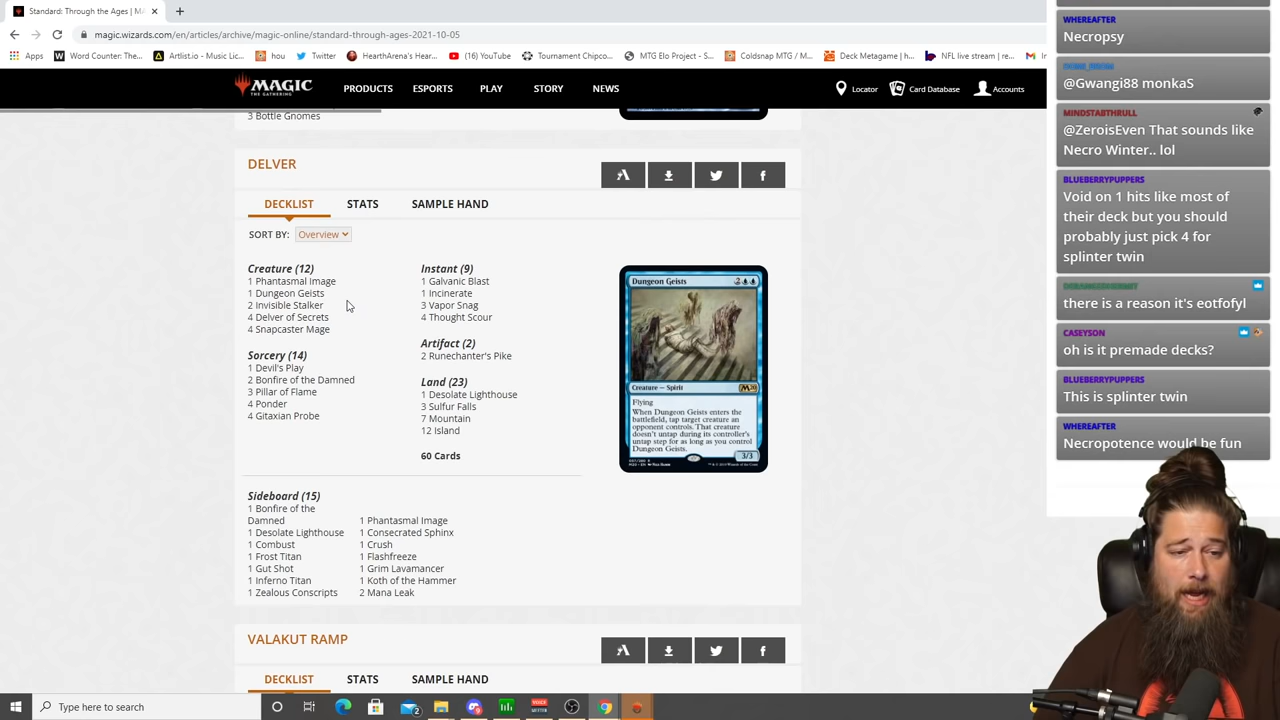 Standard: Through the Ages | MA
magic.wizards.com/en/articles/archive/magic-online/standard-through-ages-2021-10-05
Apps
Word Counter: The...
Artlist.io - Music Lic...
hou
Twitter
HearthArena's Hear...
(16) YouTube
Tournament Chipco...
MTG Elo Project - S...
Coldsnap MTG / M...
Deck Metagame | h...
NFL live stream | re...
In
MAGIC
THE GATHERING
PRODUCTS
ESPORTS
PLAY
STORY
NEWS
Locator
Card Database
Accounts
3 Bottle Gnomes
DELVER
DECKLIST
STATS
SAMPLE HAND
SORT BY: Overview
Creature (12)
1 Phantasmal Image
1 Dungeon Geists
2 Invisible Stalker
4 Delver of Secrets
4 Snapcaster Mage
Sorcery (14)
1 Devil's Play
2 Bonfire of the Damned
3 Pillar of Flame
4 Ponder
4 Gitaxian Probe
Instant (9)
1 Galvanic Blast
1 Incinerate
3 Vapor Snag
4 Thought Scour
Artifact (2)
2 Runechanter's Pike
Land (23)
1 Desolate Lighthouse
3 Sulfur Falls
7 Mountain
12 Island
60 Cards
Dungeon Geists
2
Creature — Spirit
M20
Flying
When Dungeon Geists enters the
battlefield, tap target creature an
opponent controls. That creature
doesn't untap during its controller's
untap step for as long as you control
Dungeon Geists.
3/3
Sideboard (15)
1 Bonfire of the
Damned
1 Desolate Lighthouse
1 Combust
1 Frost Titan
1 Gut Shot
1 Inferno Titan
1 Zealous Conscripts
1 Phantasmal Image
1 Consecrated Sphinx
1 Crush
1 Flashfreeze
1 Grim Lavamancer
1 Koth of the Hammer
2 Mana Leak
VALAKUT RAMP
DECKLIST
STATS
SAMPLE HAND
WHEREAFTER
Necropsy
@Gwangi88 monkaS
MINDSTABTHRULL
@ZeroisEven That sounds like
Necro Winter.. lol
BLUEBERRYPUPPERS
Void on 1 hits like most of
their deck but you should
probably just pick 4 for
splinter twin
there is a reason it's eotfofyl
CASEYSON
oh is it premade decks?
BLUEBERRYPUPPERS
This is splinter twin
WHEREAFTER
Necropotence would be fun
Type here to search
2